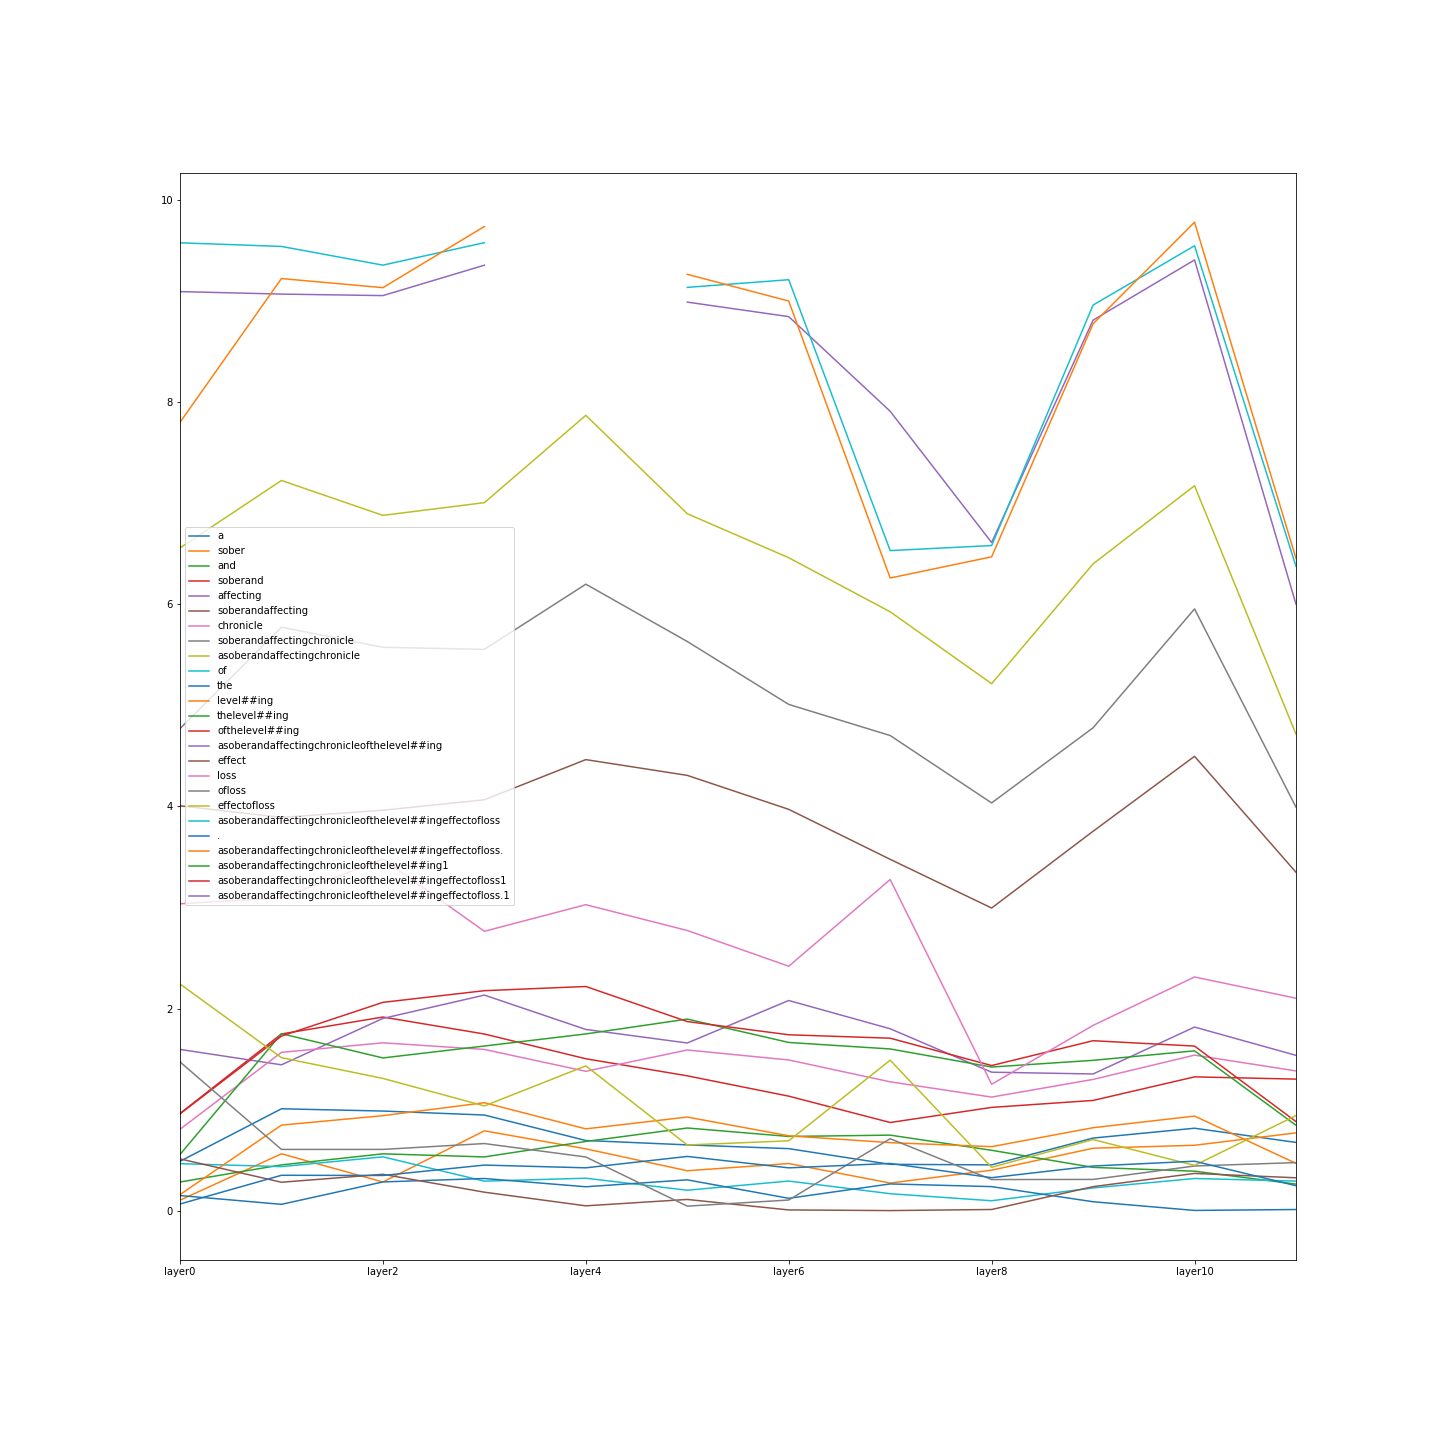 10
8
6
4
2
0
a
sober
and
soberand
affecting
soberandaffecting
chronicle
soberandaffectingchronicle
asoberandaffectingchronicle
of
the
level##ing
thelevel##ing
ofthelevel##ing
asoberandaffectingchronicleofthelevel##ing
effect
loss
ofloss
effectofloss
asoberandaffectingchronicleofthelevel##ingeffectofloss
.
asoberandaffectingchronicleofthelevel##ingeffectofloss.
asoberandaffectingchronicleofthelevel##ing1
asoberandaffectingchronicleofthelevel##ingeffectofloss1
asoberandaffectingchronicleofthelevel##ingeffectofloss.1
layer0 layer2 layer4 layer6 layer8 layer10